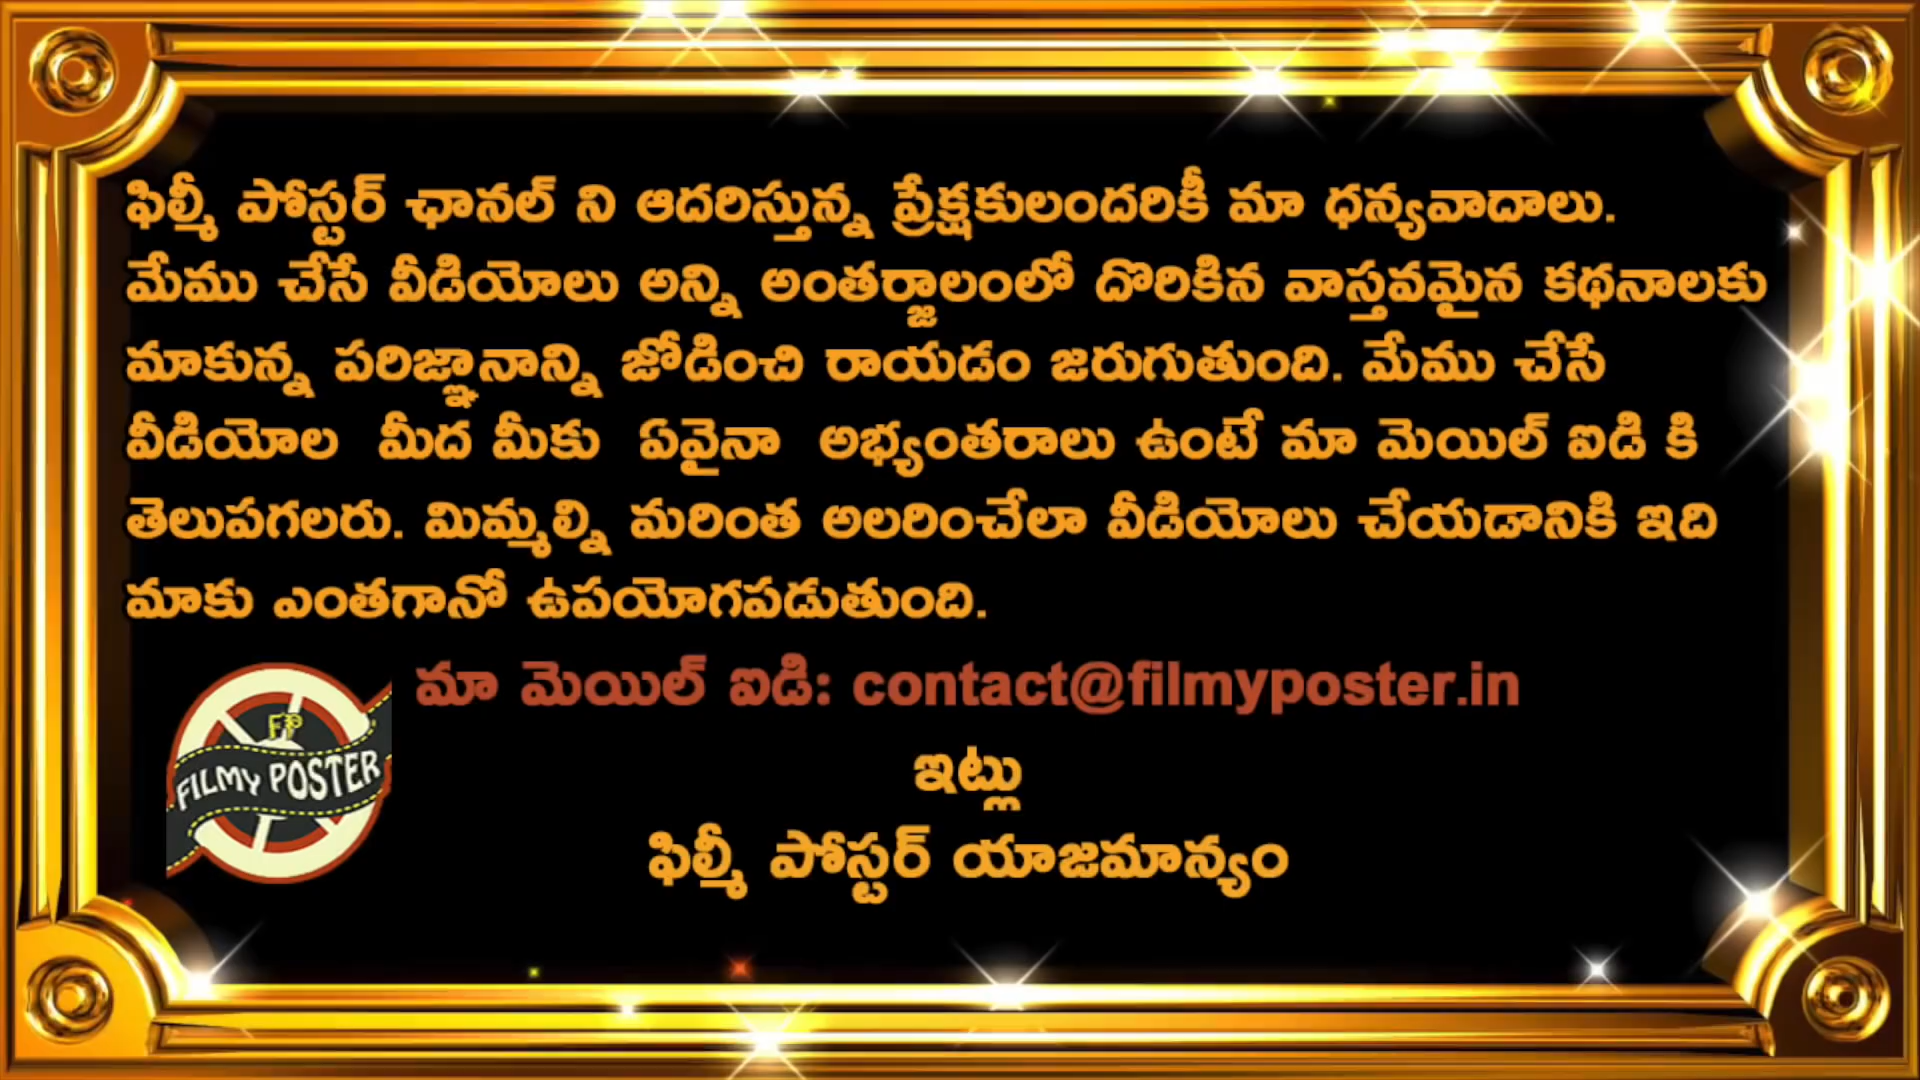 ఫిల్మీ పోస్టర్ ఛానల్ ని ఆదరిస్తున్న ప్రేక్షకులందరికీ మా ధన్యవాదాలు.
మేము చేసే వీడియోలు అన్ని అంతర్జాలంలో దొరికిన వాస్తవమైన కథనాలకు
మాకున్న పరిజ్ఞానాన్ని జోడించి రాయడం జరుగుతుంది. మేము చేసే
వీడియోల మీద మీకు ఏవైనా అభ్యంతరాలు ఉంటే మా మెయిల్ ఐడి కి
తెలుపగలరు. మిమ్మల్ని మరింత అలరించేలా వీడియోలు చేయడానికి ఇది
మాకు ఎంతగానో ఉపయోగపడుతుంది.
మా మెయిల్ ఐడి: contact@filmyposter.in
FP
FILMY POSTER
ఇట్లు
ఫిల్మీ పోస్టర్ యాజమాన్యం